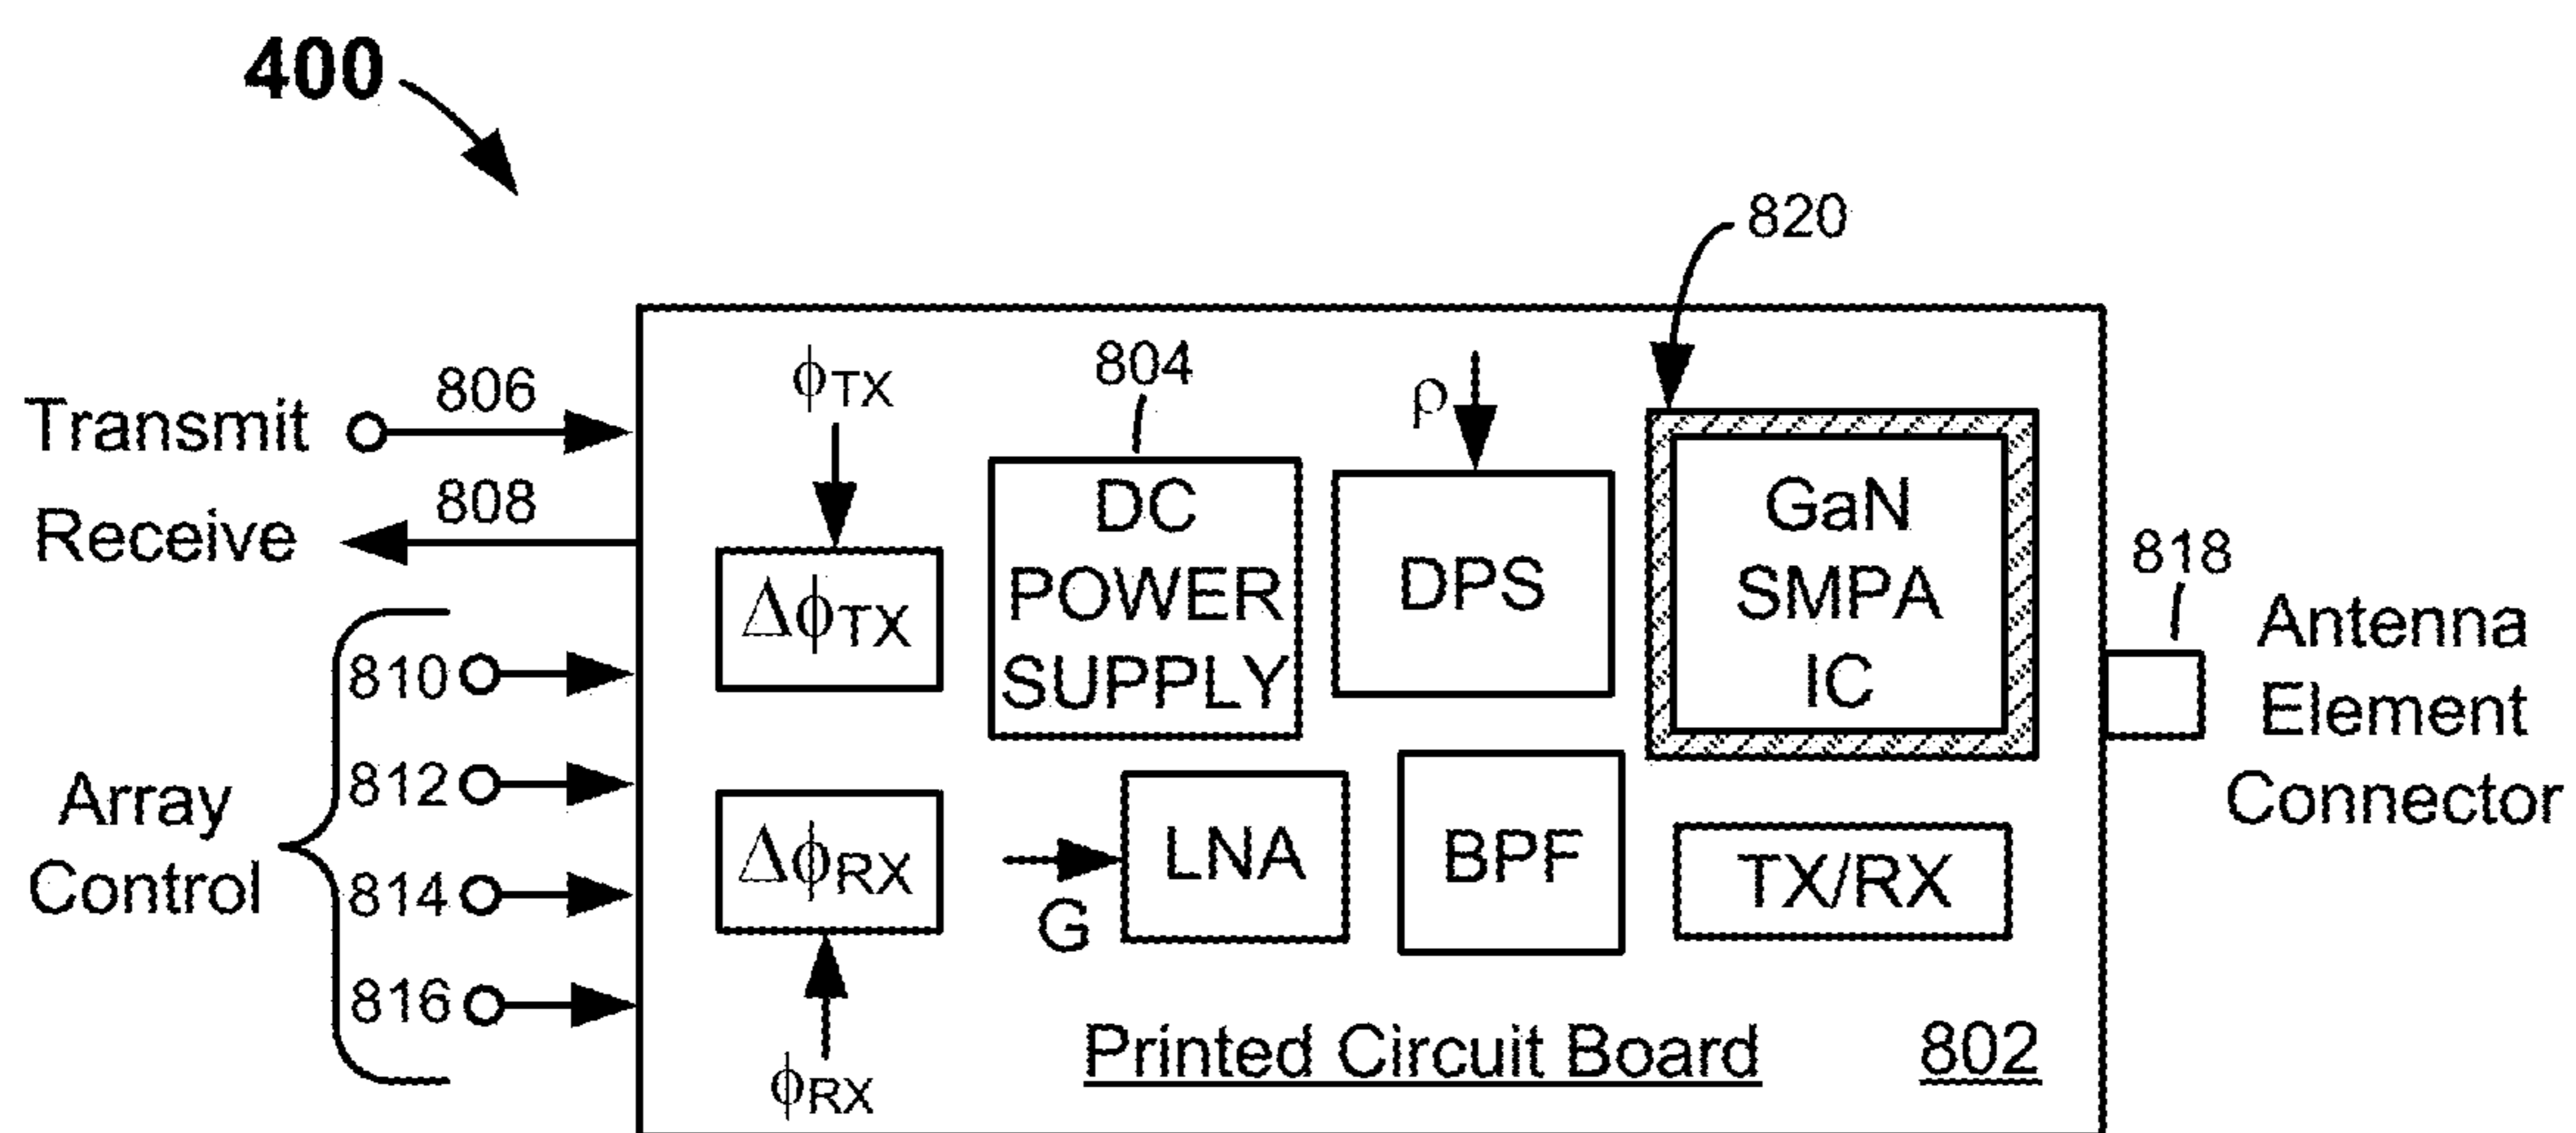 400
820
804
ϕTX
ρ
806
Transmit
808
Receive
DC
POWER
SUPPLY
DPS
GaN
SMPA
IC
ΔϕTX
818
Antenna
Element
Connector
810
812
814
816
Array
Control
ΔϕRX
G
LNA
BPF
TX/RX
ϕRX
Printed Circuit Board 802